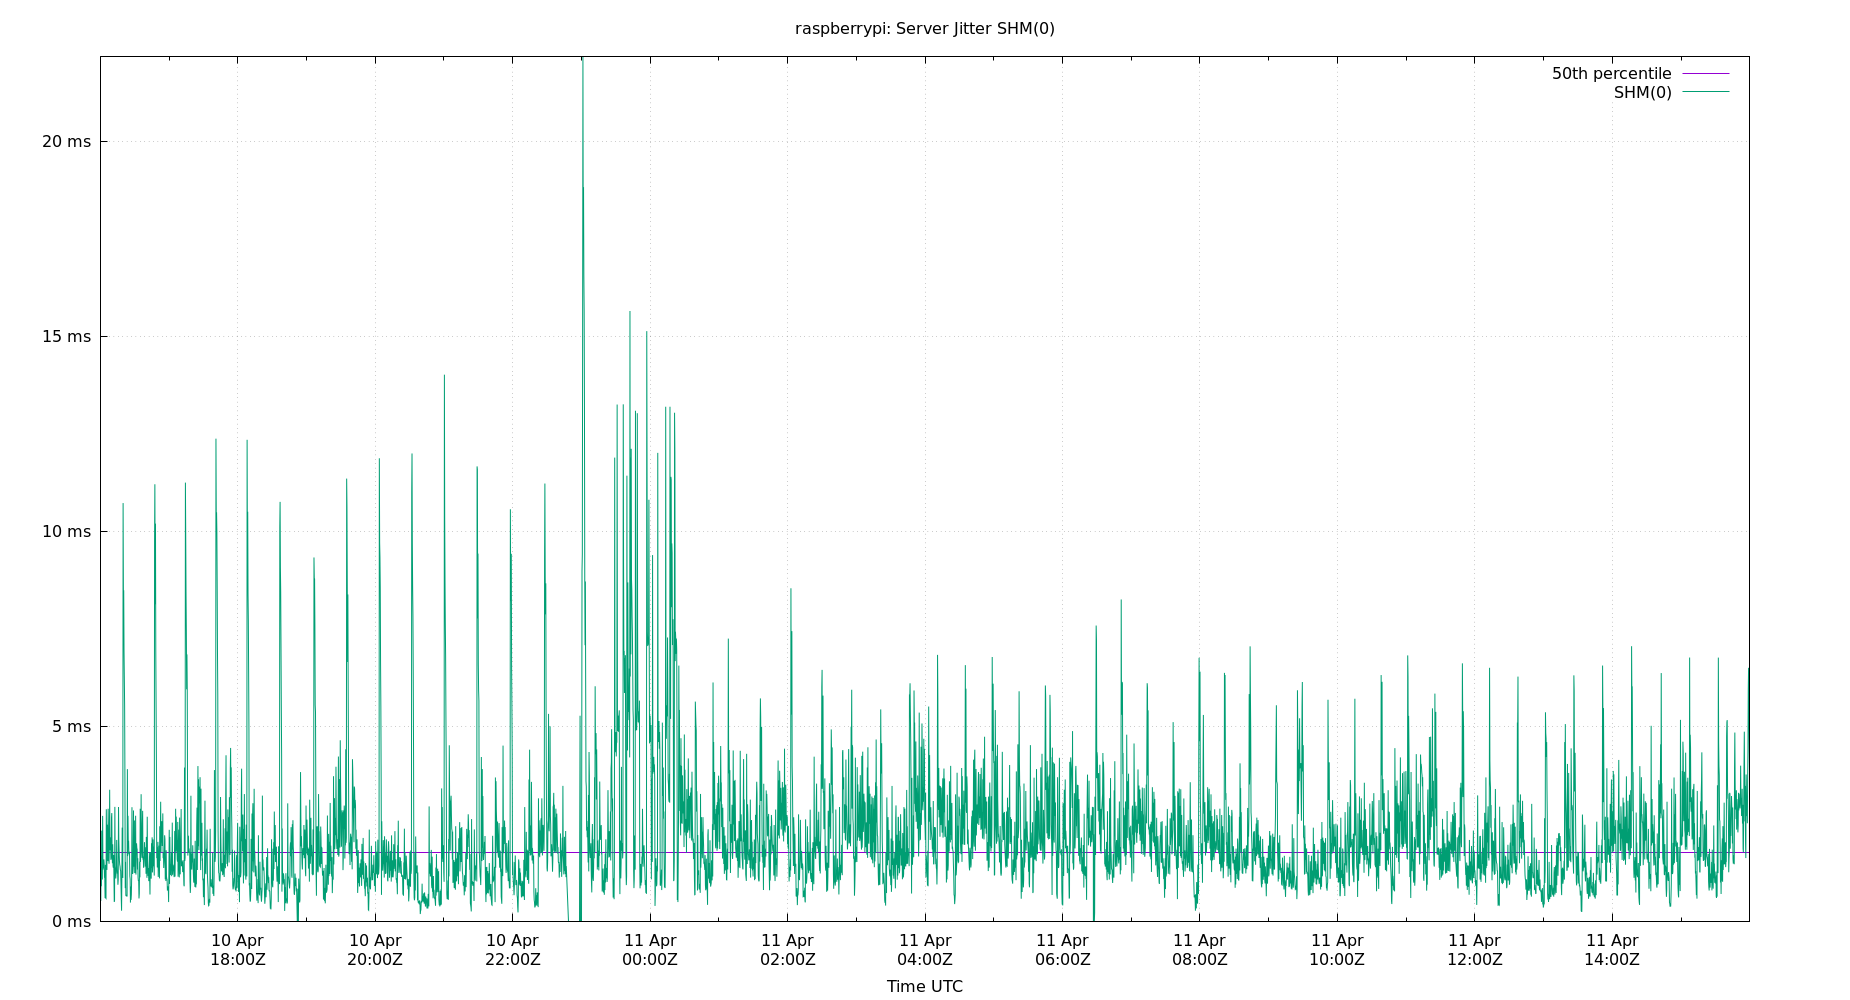 raspberrypi: Server Jitter SHM(0)
50th percentile
SHM(0)
20 ms
15 ms
10 ms
5 ms
0 ms
10 Apr
18:00Z
10 Apr
20:00Z
10 Apr
22:00Z
11 Apr
00:00Z
11 Apr
02:00Z
11 Apr
04:00Z
11 Apr
06:00Z
11 Apr
08:00Z
11 Apr
10:00Z
11 Apr
12:00Z
11 Apr
14:00Z
Time UTC